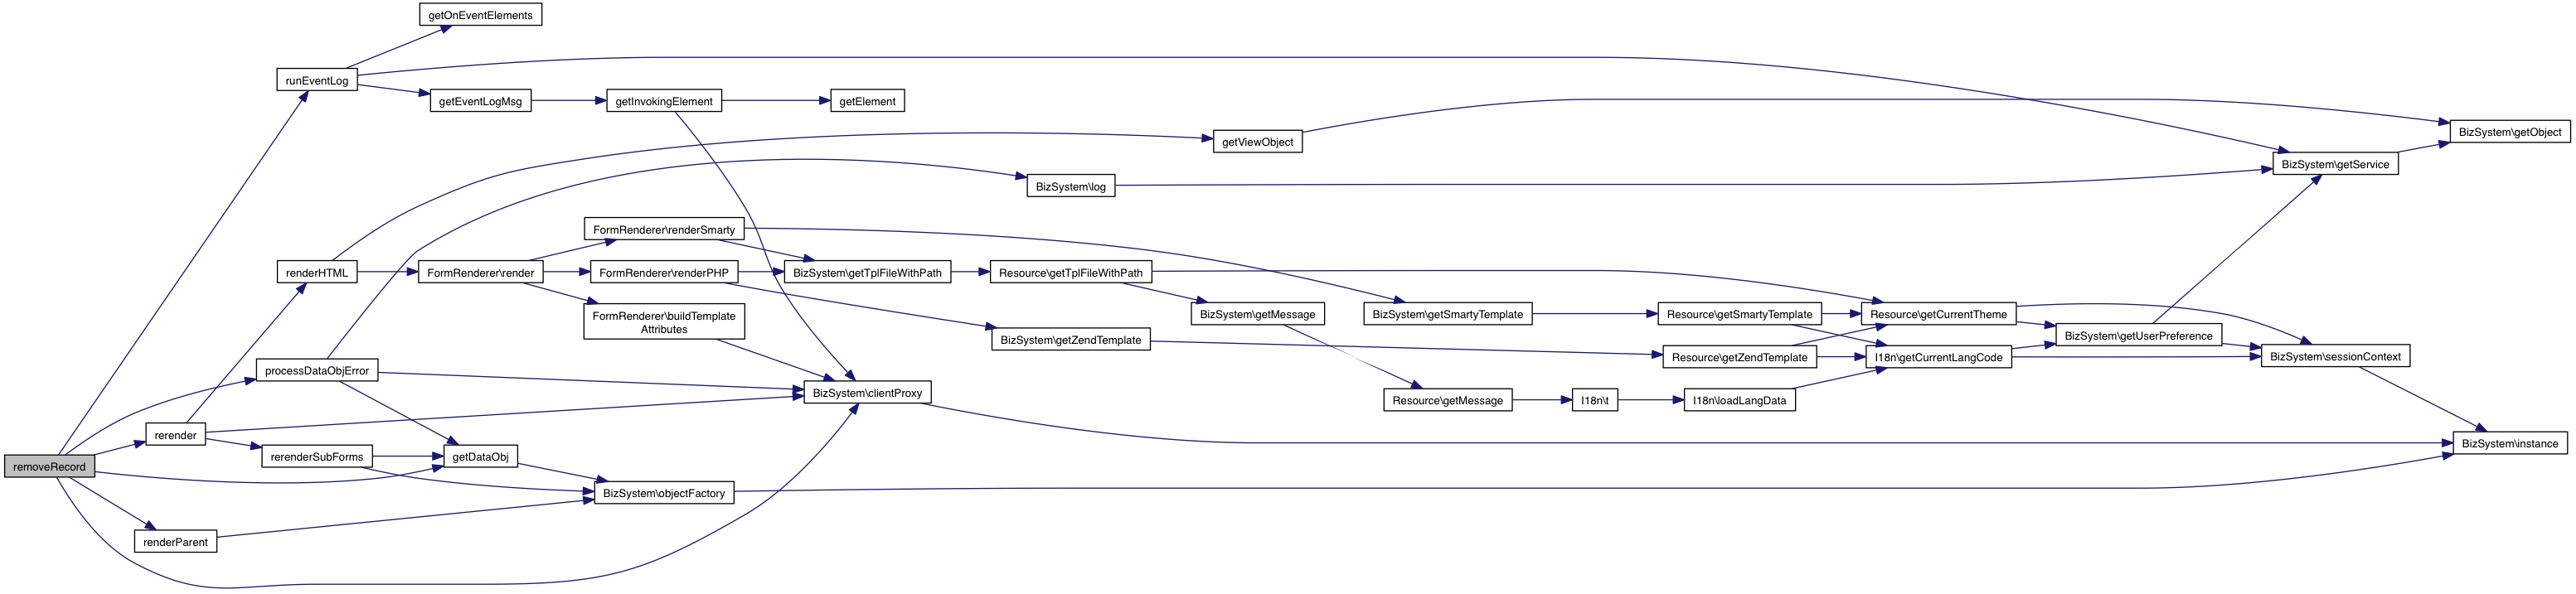 getOnEventElements
runEventLog
getEventLogMsg
getInvokingElement
getElement
BizSystem\getObject
getViewObject
BizSystem\getService
BizSystem\log
FormRenderer\renderSmarty
renderHTML
FormRenderer\render
FormRenderer\renderPHP
BizSystem\getTplFileWithPath
Resource\getTplFileWithPath
FormRenderer\buildTemplate
Attributes
BizSystem\getMessage
BizSystem\getSmartyTemplate
Resource\getSmartyTemplate
Resource\getCurrentTheme
BizSystem\getZendTemplate
BizSystem\getUserPreference
Resource\getZendTemplate
I18n\getCurrentLangCode
BizSystem\sessionContext
processDataObjError
BizSystem\clientProxy
Resource\getMessage
I18n\t
I18n\loadLangData
rerender
BizSystem\instance
removeRecord
rerenderSubForms
getDataObj
BizSystem\objectFactory
renderParent